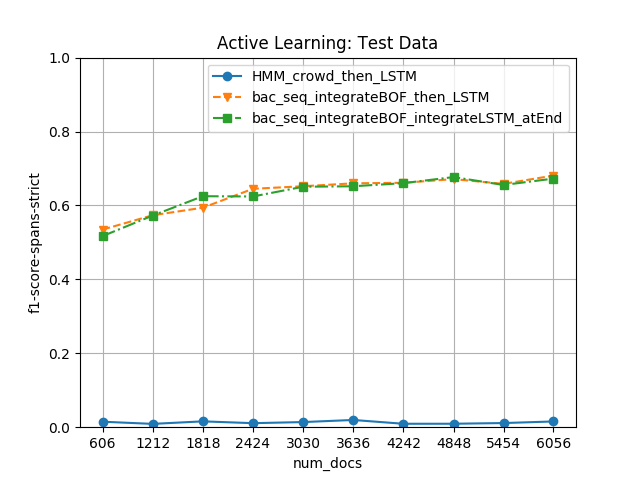 Active Learning: Test Data
HMM_crowd_then_LSTM
bac_seq_integrateBOF_then_LSTM
bac_seq_integrateBOF_integrateLSTM_atEnd
f1-score-spans-strict
1.0
0.8
0.6
0.4
0.2
0.0
606 1212 1818 2424 3030 3636 4242 4848 5454 6056
num_docs